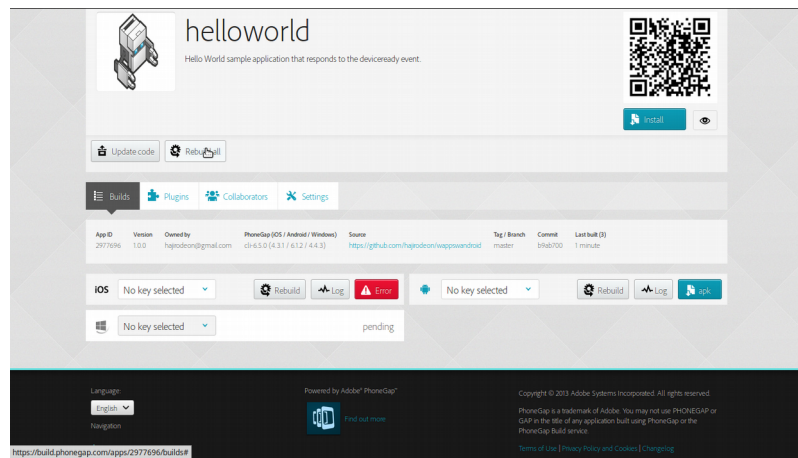 helloworld
Hello World sample application that responds to the deviceready event.
Install
Update code
Rebuild all
Builds
Plugins
Collaborators
Settings
App ID Version Owned by PhoneGap (iOS / Android / Windows) Source Tag / Branch Commit Last built (3)
2977696 1.0.0 hajirodeon@gmail.com cli-6.5.0 (4.3.1 / 6.1.2 / 4.4.3) https://github.com/hajirodeon/wappswandroid master b9ab700 1 minute
iOS No key selected Rebuild Log Error
No key selected Rebuild Log apk
No key selected pending
Language:
English
Navigation
Powered by Adobe® PhoneGap™
Find out more
Copyright © 2013 Adobe Systems Incorporated. All rights reserved.
PhoneGap is a trademark of Adobe. You may not use PHONEGAP or
GAP in the title of any application built using PhoneGap or the
PhoneGap Build service.
Terms of Use | Privacy Policy and Cookies | Changelog
https://build.phonegap.com/apps/2977696/builds#